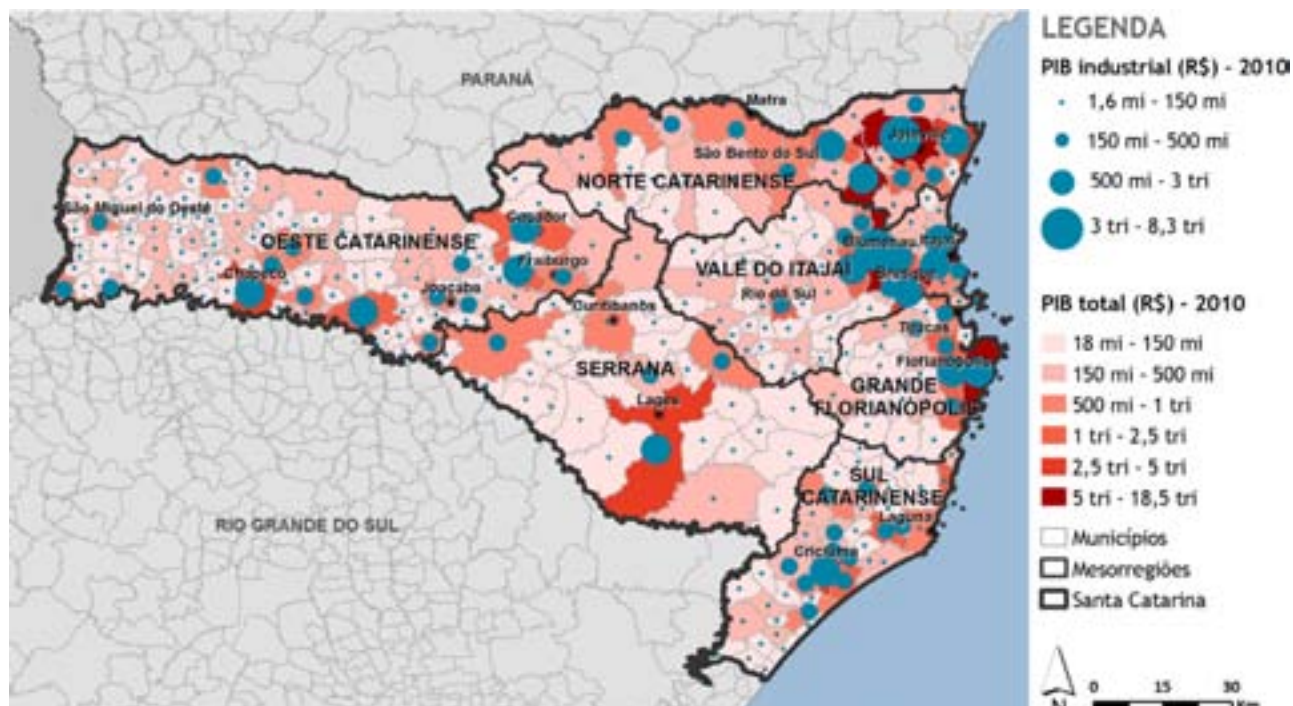 LEGENDA
PIB industrial (R$) - 2010
1,6 mi - 150 mi
150 mi - 500 mi
500 mi - 3 tri
3 tri - 8,3 tri
PIB total (R$) - 2010
18 mi - 150 mi
150 mi - 500 mi
500 mi - 1 tri
1 tri - 2,5 tri
2,5 tri - 5 tri
5 tri - 18,5 tri
Municípios
Mesorregiões
Santa Catarina
N
0 15 30
Km
PARANÁ
Mafra
Joinville
São Bento do Sul
NORTE CATARINENSE
São Miguel do Oeste
Caçador
OESTE CATARINENSE
Blumenau
Itajaí
Fraiburgo
VALE DO ITAJAÍ
Chapecó
Brusque
Joaçaba
Rio do Sul
Curitibanos
Tijucas
Florianópolis
SERRANA
GRANDE
FLORIANÓPOLIS
Lages
SUL
CATARINENSE
Laguna
RIO GRANDE DO SUL
Criciúma